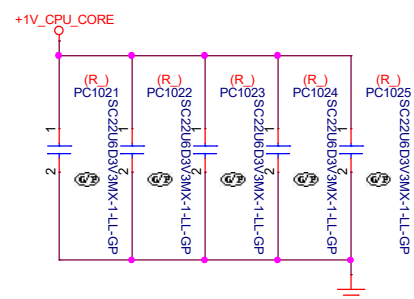 +1V_CPU_CORE
(R_)
PC1021
SC22U6D3V3MX-1-LL-GP
1
2
G/P
(R_)
PC1022
SC22U6D3V3MX-1-LL-GP
1
2
G/P
(R_)
PC1023
SC22U6D3V3MX-1-LL-GP
1
2
G/P
(R_)
PC1024
SC22U6D3V3MX-1-LL-GP
1
2
G/P
(R_)
PC1025
SC22U6D3V3MX-1-LL-GP
1
2
G/P